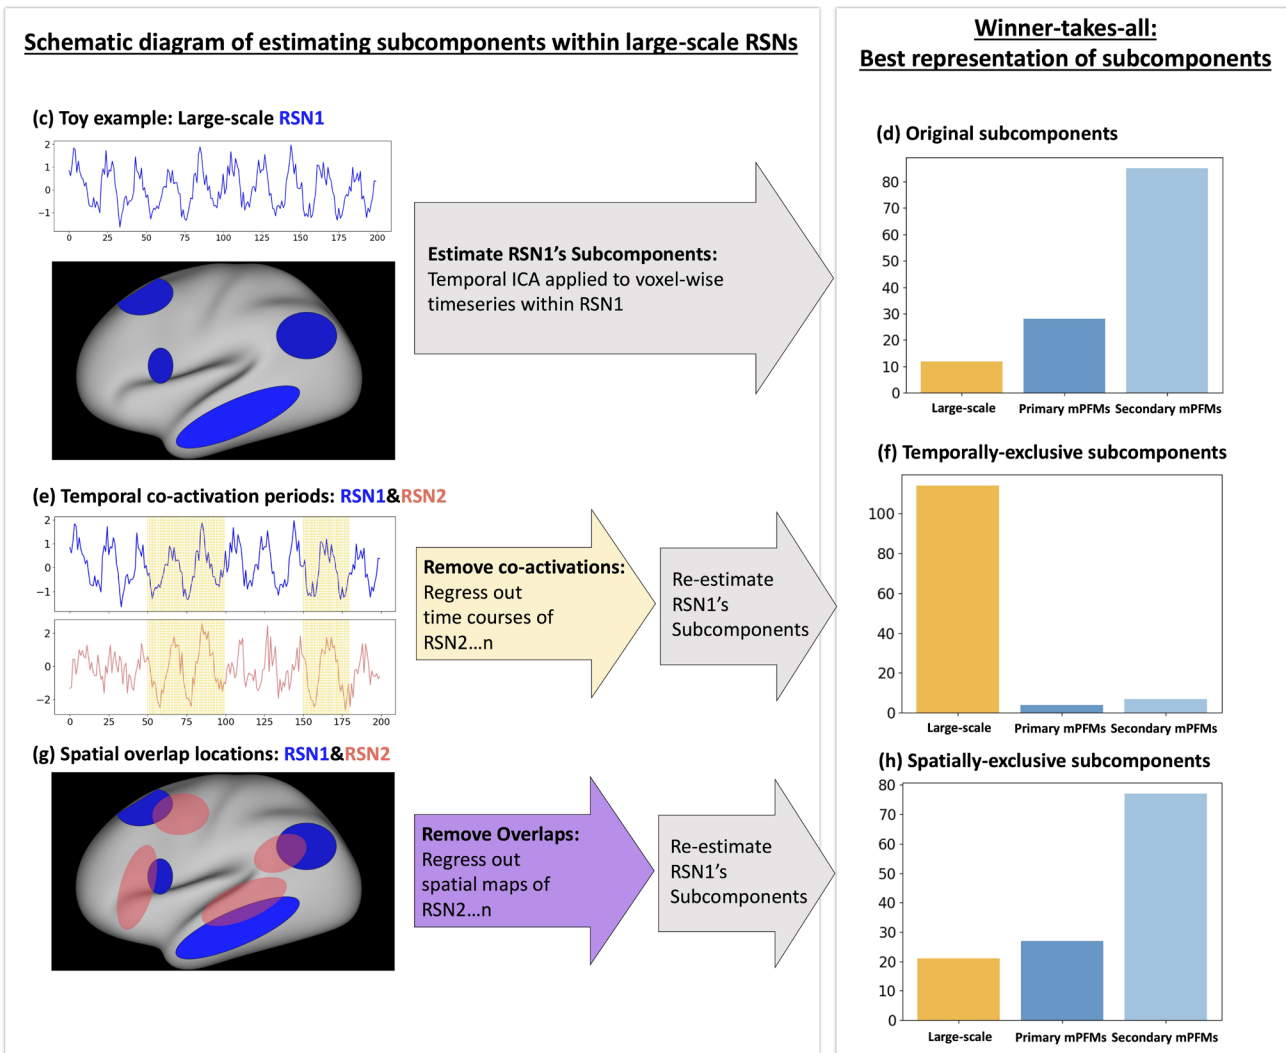 Schematic diagram of estimating subcomponents within large-scale RSNs
(c) Toy example: Large-scale RSN1
2
1
0
−1
0 25 50 75 100 125 150 175 200
Estimate RSN1's Subcomponents:
Temporal ICA applied to voxel-wise
timeseries within RSN1
(e) Temporal co-activation periods: RSN1&RSN2
2
1
0
−1
2
0
−2
0 25 50 75 100 125 150 175 200
Remove co-activations:
Regress out
time courses of
RSN2...n
Re-estimate
RSN1's
Subcomponents
(g) Spatial overlap locations: RSN1&RSN2
Remove Overlaps:
Regress out
spatial maps of
RSN2...n
Re-estimate
RSN1's
Subcomponents
Winner-takes-all:
Best representation of subcomponents
(d) Original subcomponents
80
70
60
50
40
30
20
10
0
Large-scale Primary mPFMs Secondary mPFMs
(f) Temporally-exclusive subcomponents
100
80
60
40
20
0
Large-scale Primary mPFMs Secondary mPFMs
(h) Spatially-exclusive subcomponents
80
70
60
50
40
30
20
10
0
Large-scale Primary mPFMs Secondary mPFMs